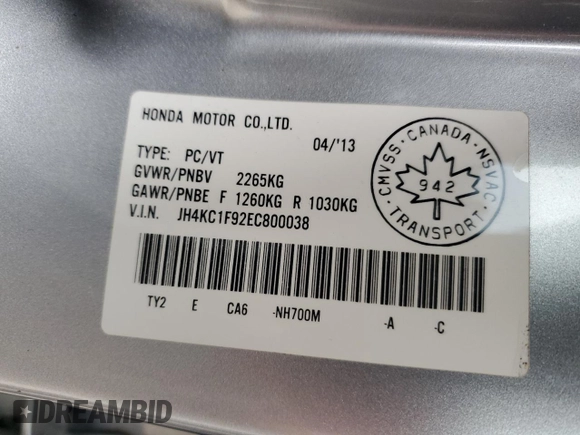 HONDA MOTOR CO.,LTD.
04/'13
TYPE: PC/VT
GVWR/PNBV 2265KG
GAWR/PNBE F 1260KG R 1030KG
V.I.N. JH4KC1F92EC800038
TY2 E CA6 -NH700M -A -C
CMVSS · CANADA · NSVAC
942
TRANSPORT
DREAMBID